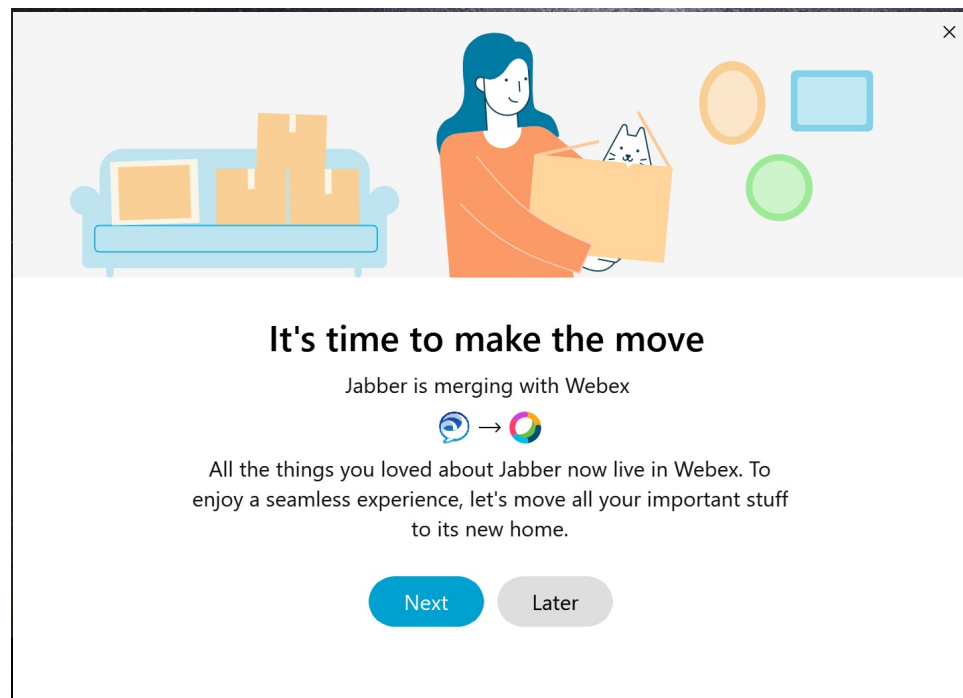 It's time to make the move
Jabber is merging with Webex
All the things you loved about Jabber now live in Webex. To
enjoy a seamless experience, let's move all your important stuff
to its new home.
Next
Later